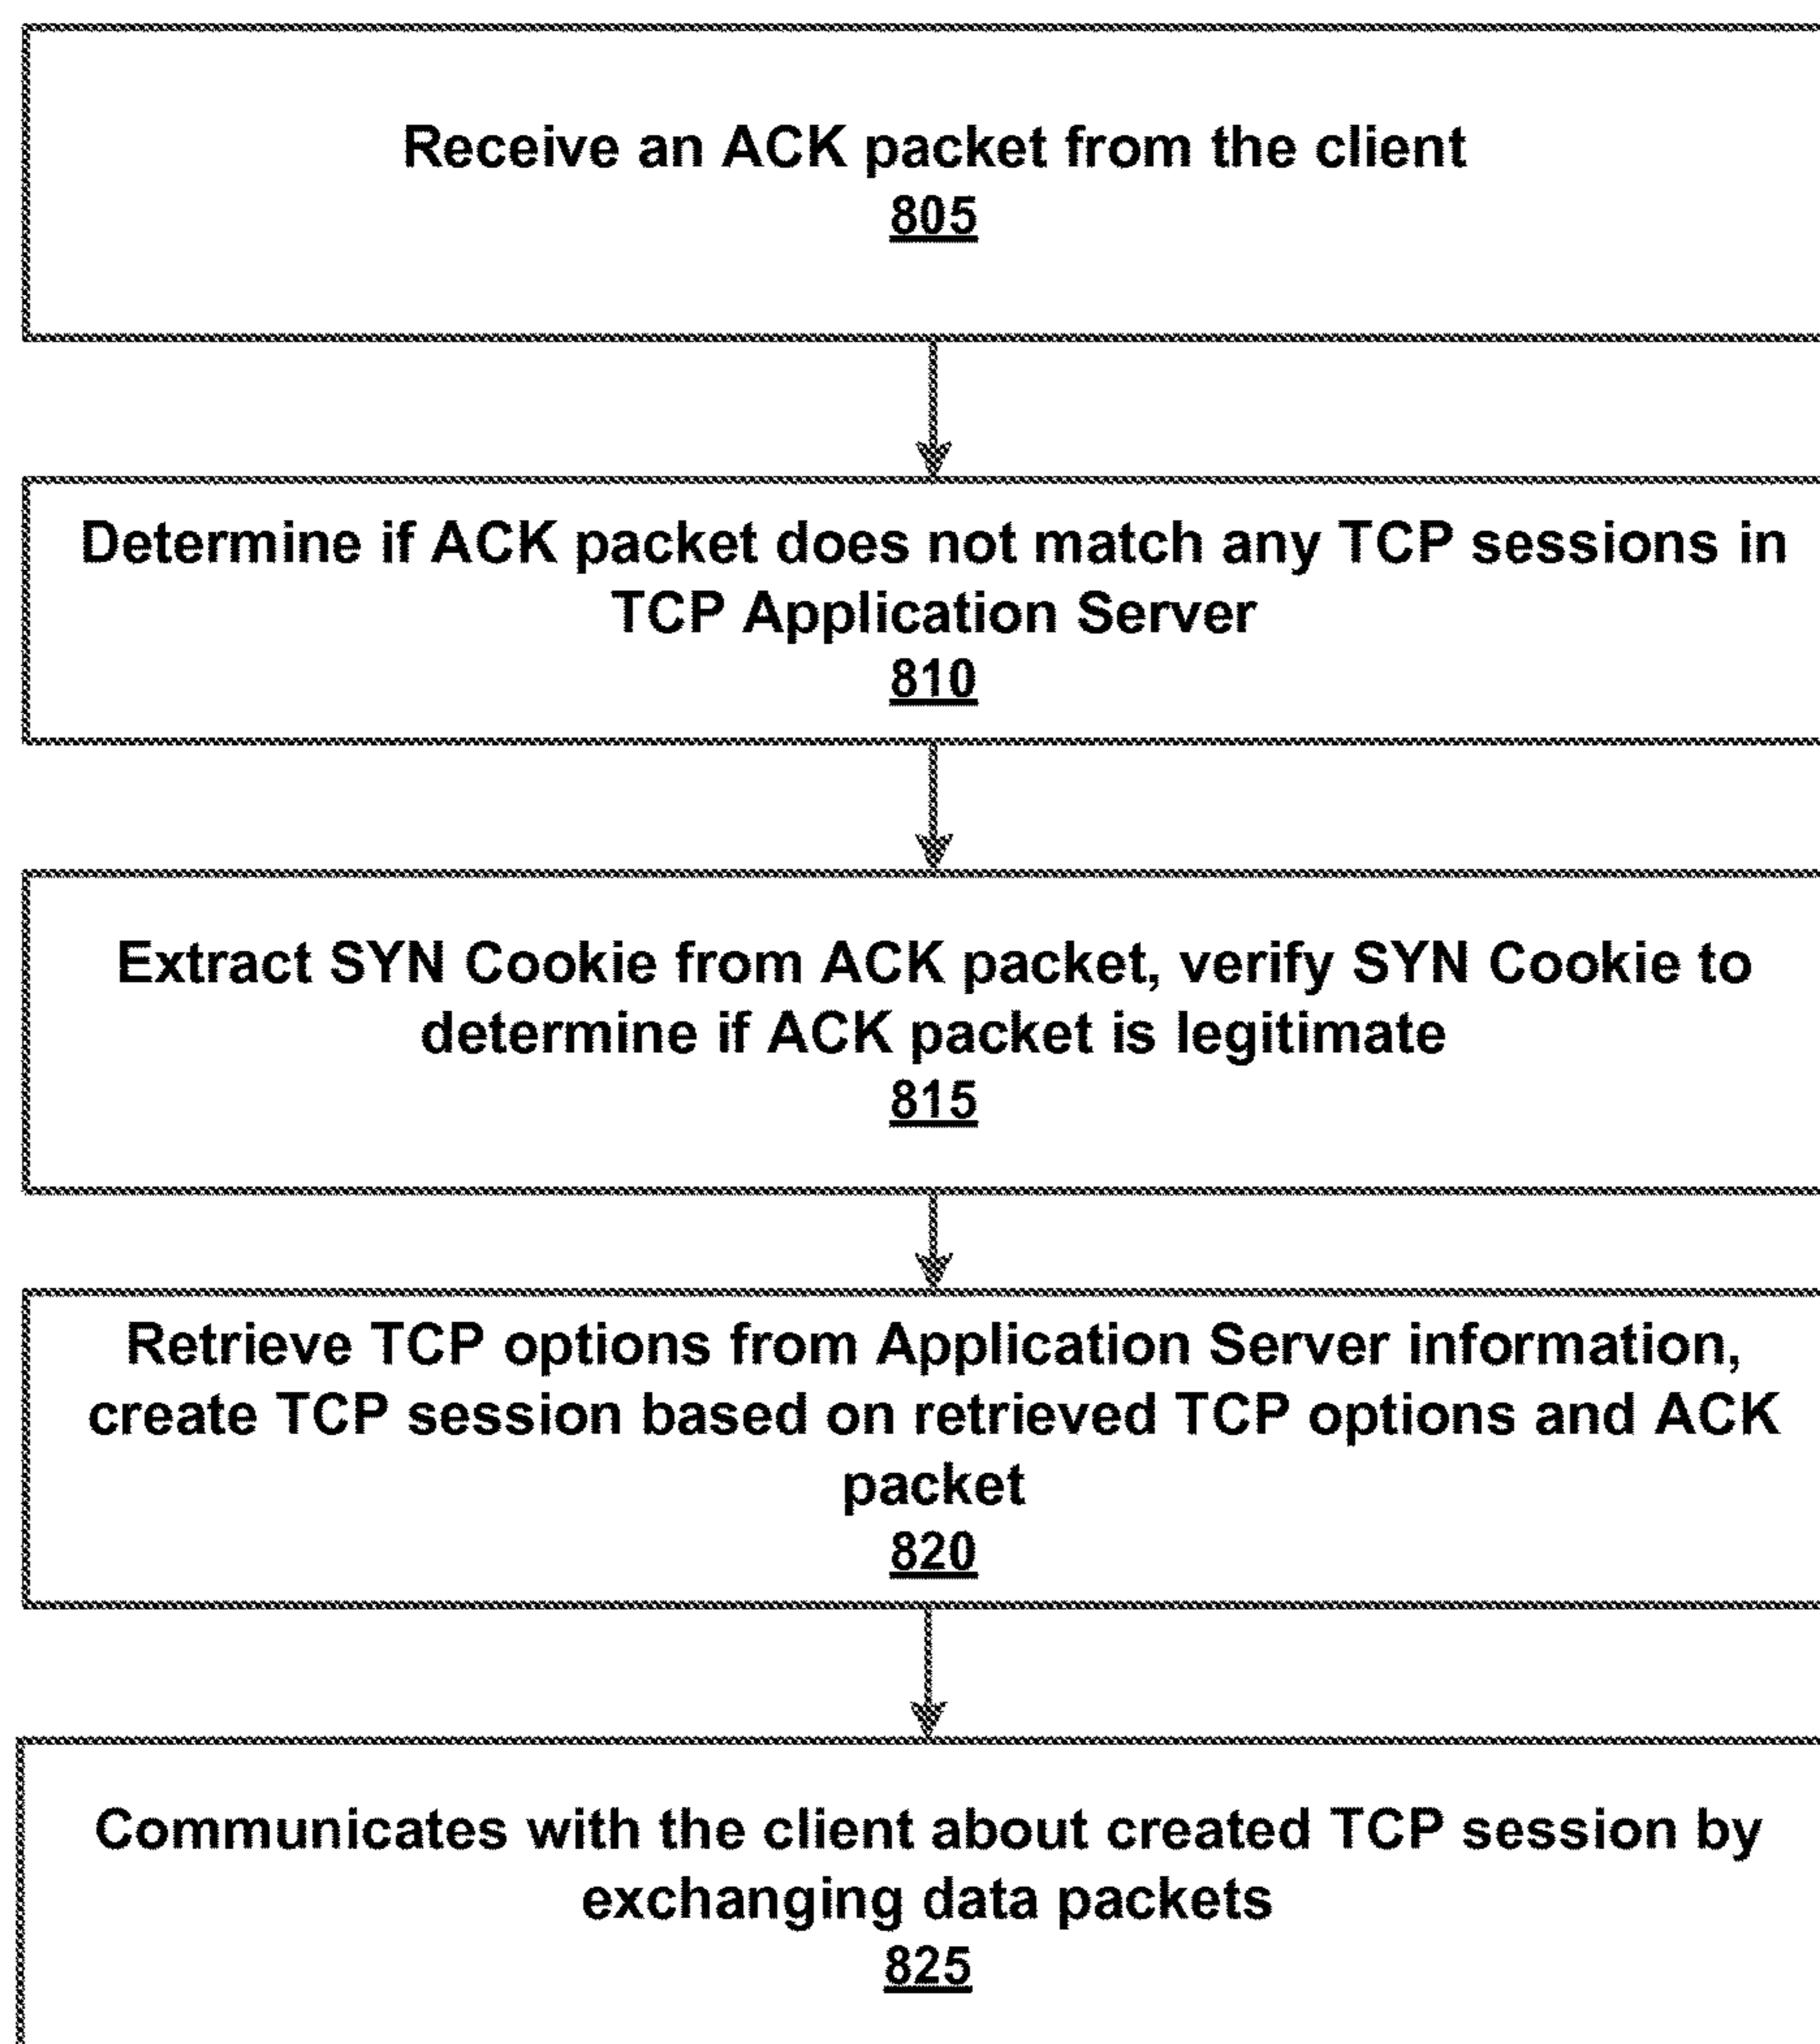 Receive an ACK packet from the client
805
Determine if ACK packet does not match any TCP sessions in
TCP Application Server
810
Extract SYN Cookie from ACK packet, verify SYN Cookie to
determine if ACK packet is legitimate
815
Retrieve TCP options from Application Server information,
create TCP session based on retrieved TCP options and ACK
packet
820
Communicates with the client about created TCP session by
exchanging data packets
825